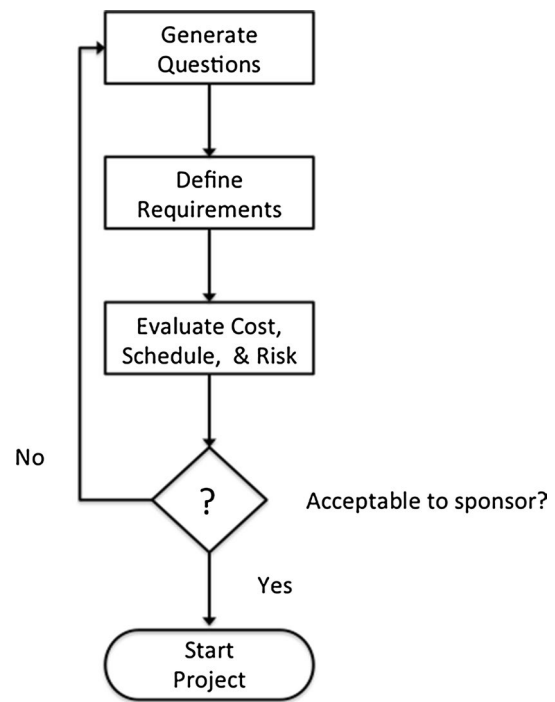 Generate
Questions
Define
Requirements
Evaluate Cost,
Schedule, & Risk
No
?
Acceptable to sponsor?
Yes
Start
Project